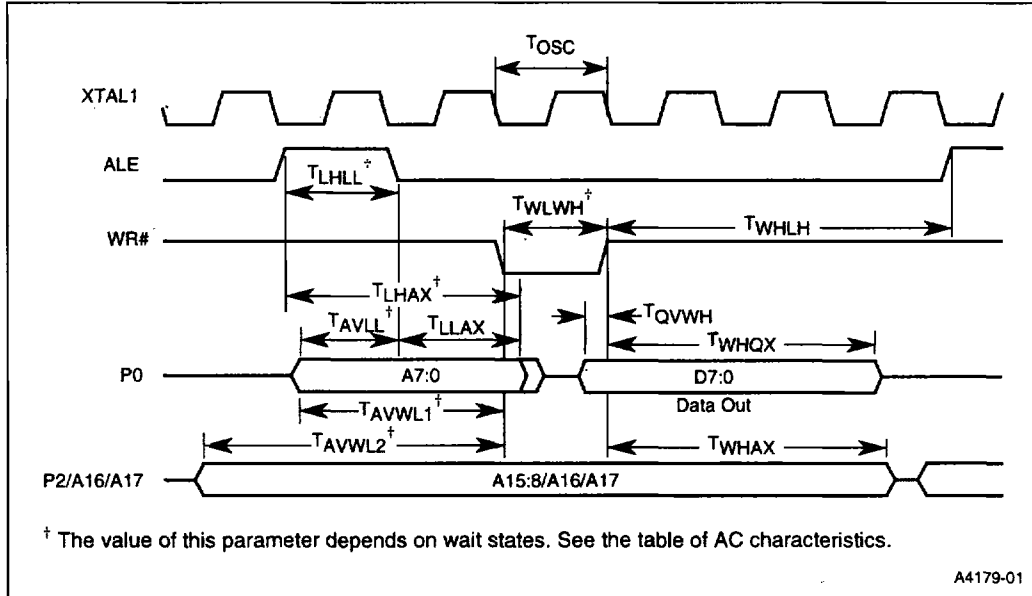 TOSC
XTAL1
ALE
TLHLL†
TWLWH†
TWHLH
WR#
TLHAX†
TAVLL†
TLLAX
TQVWH
TWHQX
P0
A7:0
D7:0
Data Out
TAVWL1†
TAVWL2†
TWHAX
P2/A16/A17
A15:8/A16/A17
† The value of this parameter depends on wait states. See the table of AC characteristics.
A4179-01